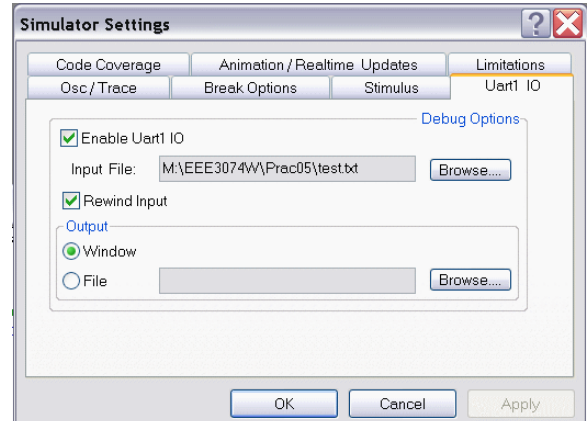 Simulator Settings
Code Coverage Animation / Realtime Updates Limitations
Osc / Trace Break Options Stimulus Uart1 IO
Debug Options
Enable Uart1 IO
Input File: M:\EEE3074W\Prac05\test.txt Browse....
Rewind Input
Output
Window
File Browse....
OK Cancel Apply